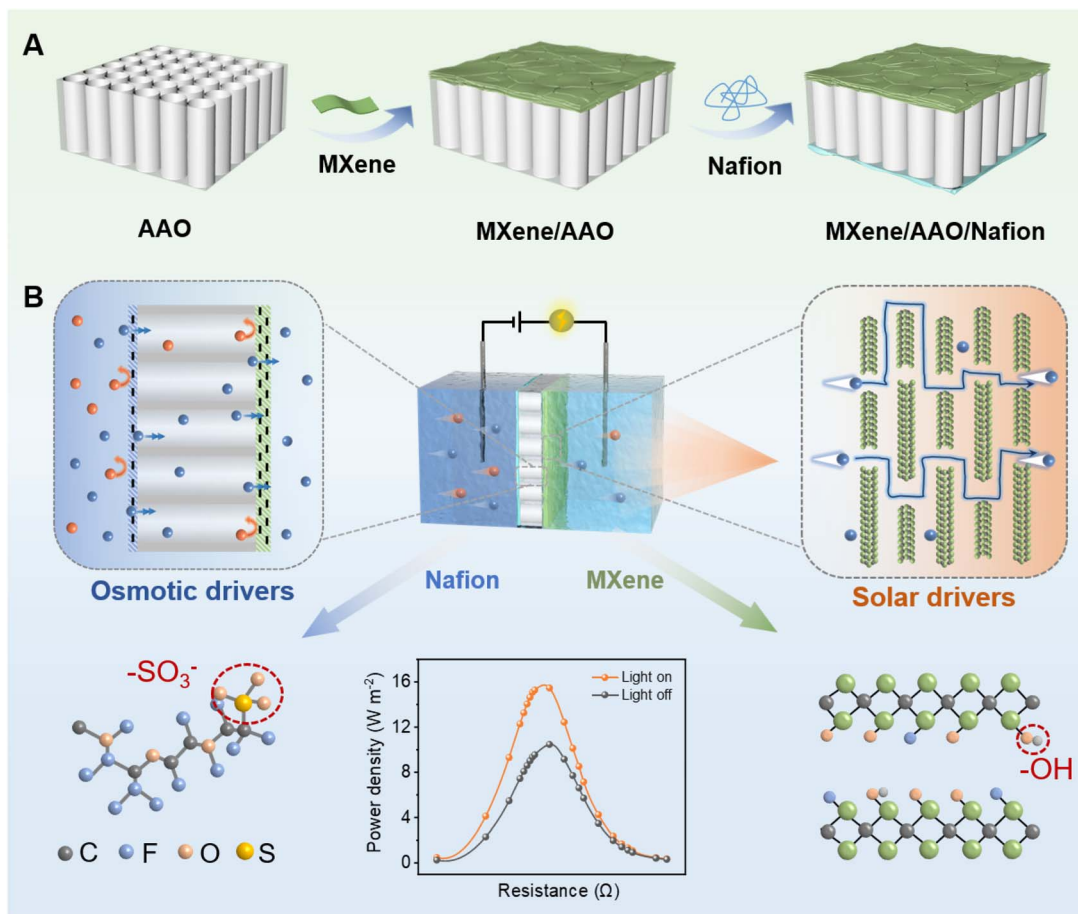 A
MXene
Nafion
AAO
MXene/AAO
MXene/AAO/Nafion
B
Osmotic drivers
Nafion
MXene
Solar drivers
-SO₃⁻
C F O S
Power density (W m⁻²)
16
12
8
4
0
Light on
Light off
Resistance (Ω)
-OH